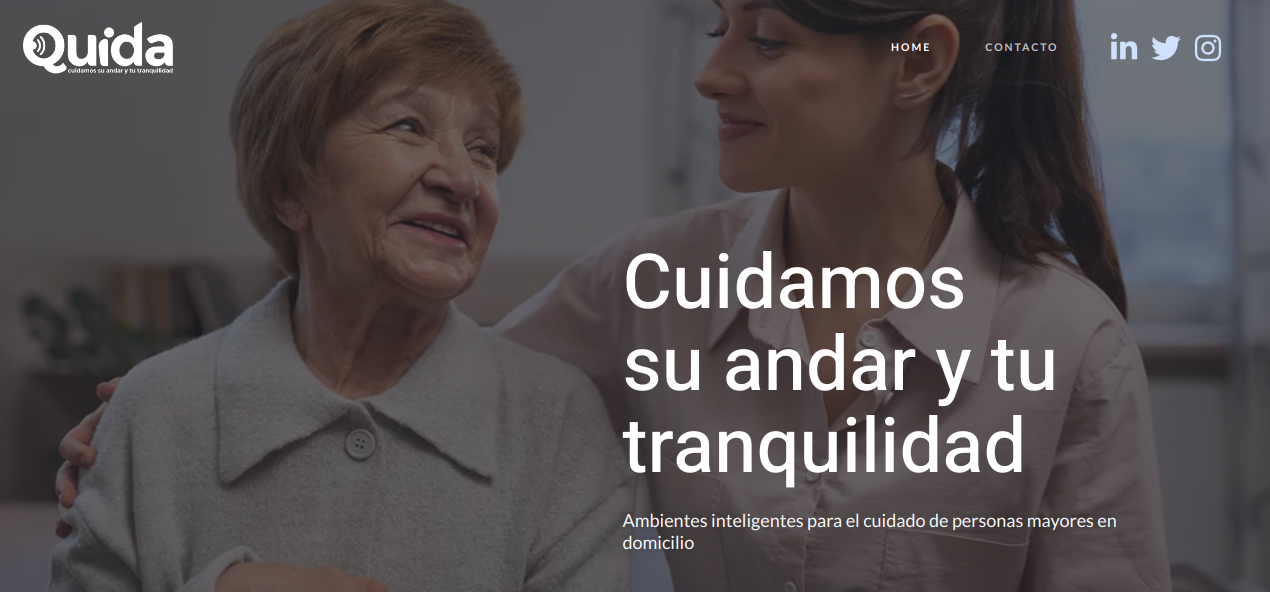 Quida
cuidamos su andar y tu tranquilidad
HOME
CONTACTO
in
Cuidamos
su andar y tu
tranquilidad
Ambientes inteligentes para el cuidado de personas mayores en
domicilio